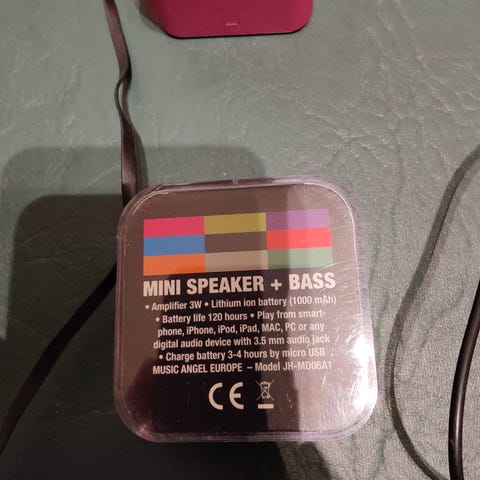 MINI SPEAKER + BASS
• Amplifier 3W • Lithium ion battery (1000 mAh)
• Battery life 120 hours • Play from smart-
phone, iPhone, iPod, iPad, MAC, PC or any
digital audio device with 3.5 mm audio jack
• Charge battery 3-4 hours by micro USB
MUSIC ANGEL EUROPE – Model JH-MD06A1
CE